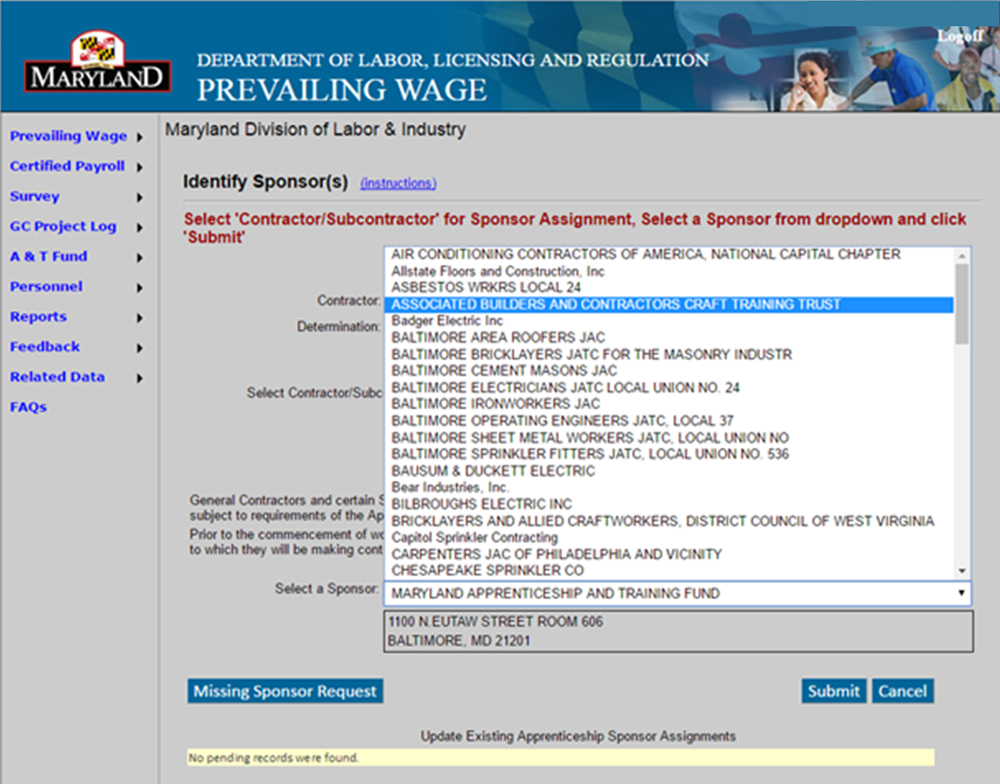 Logoff
MARYLAND
DEPARTMENT OF LABOR, LICENSING AND REGULATION
PREVAILING WAGE
Prevailing Wage
Certified Payroll
Survey
GC Project Log
A & T Fund
Personnel
Reports
Feedback
Related Data
FAQs
Maryland Division of Labor & Industry
Identify Sponsor(s) (instructions)
Select 'Contractor/Subcontractor' for Sponsor Assignment, Select a Sponsor from dropdown and click
'Submit'
Contractor:
Determination:
Select Contractor/Subc
AIR CONDITIONING CONTRACTORS OF AMERICA, NATIONAL CAPITAL CHAPTER
Allstate Floors and Construction, Inc
ASBESTOS WRKRS LOCAL 24
ASSOCIATED BUILDERS AND CONTRACTORS CRAFT TRAINING TRUST
Badger Electric Inc
BALTIMORE AREA ROOFERS JAC
BALTIMORE BRICKLAYERS JATC FOR THE MASONRY INDUSTR
BALTIMORE CEMENT MASONS JAC
BALTIMORE ELECTRICIANS JATC LOCAL UNION NO. 24
BALTIMORE IRONWORKERS JAC
BALTIMORE OPERATING ENGINEERS JATC, LOCAL 37
BALTIMORE SHEET METAL WORKERS JATC, LOCAL UNION NO
BALTIMORE SPRINKLER FITTERS JATC, LOCAL UNION NO. 536
BAUSUM & DUCKETT ELECTRIC
Bear Industries, Inc.
BILBROUGHS ELECTRIC INC
BRICKLAYERS AND ALLIED CRAFTWORKERS, DISTRICT COUNCIL OF WEST VIRGINIA
Capitol Sprinkler Contracting
CARPENTERS JAC OF PHILADELPHIA AND VICINITY
CHESAPEAKE SPRINKLER CO
General Contractors and certain S
subject to requirements of the Ap
Prior to the commencement of wo
to which they will be making cont
Select a Sponsor: MARYLAND APPRENTICESHIP AND TRAINING FUND
1100 N.EUTAW STREET ROOM 606
BALTIMORE, MD 21201
Missing Sponsor Request Submit Cancel
Update Existing Apprenticeship Sponsor Assignments
No pending records were found.